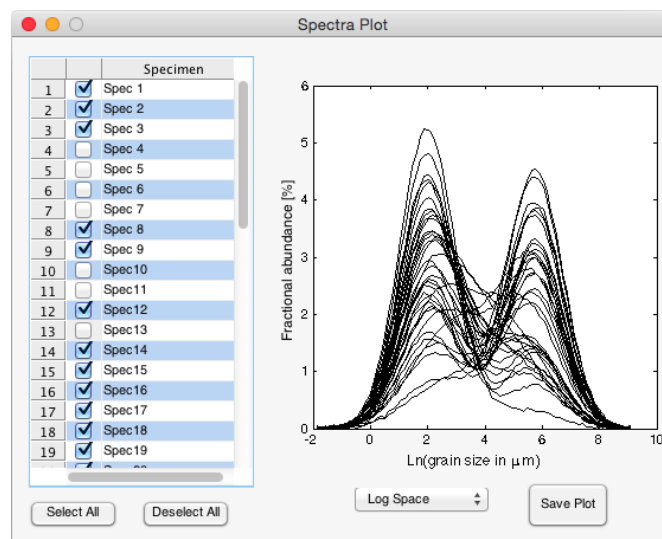 Spectra Plot
Specimen
1 Spec 1
2 Spec 2
3 Spec 3
4 Spec 4
5 Spec 5
6 Spec 6
7 Spec 7
8 Spec 8
9 Spec 9
10 Spec10
11 Spec11
12 Spec12
13 Spec13
14 Spec14
15 Spec15
16 Spec16
17 Spec17
18 Spec18
19 Spec19
Select All
Deselect All
6
5
4
3
2
1
0
Fractional abundance [%]
-2 0 2 4 6 8 10
Ln(grain size in μm)
Log Space
Save Plot